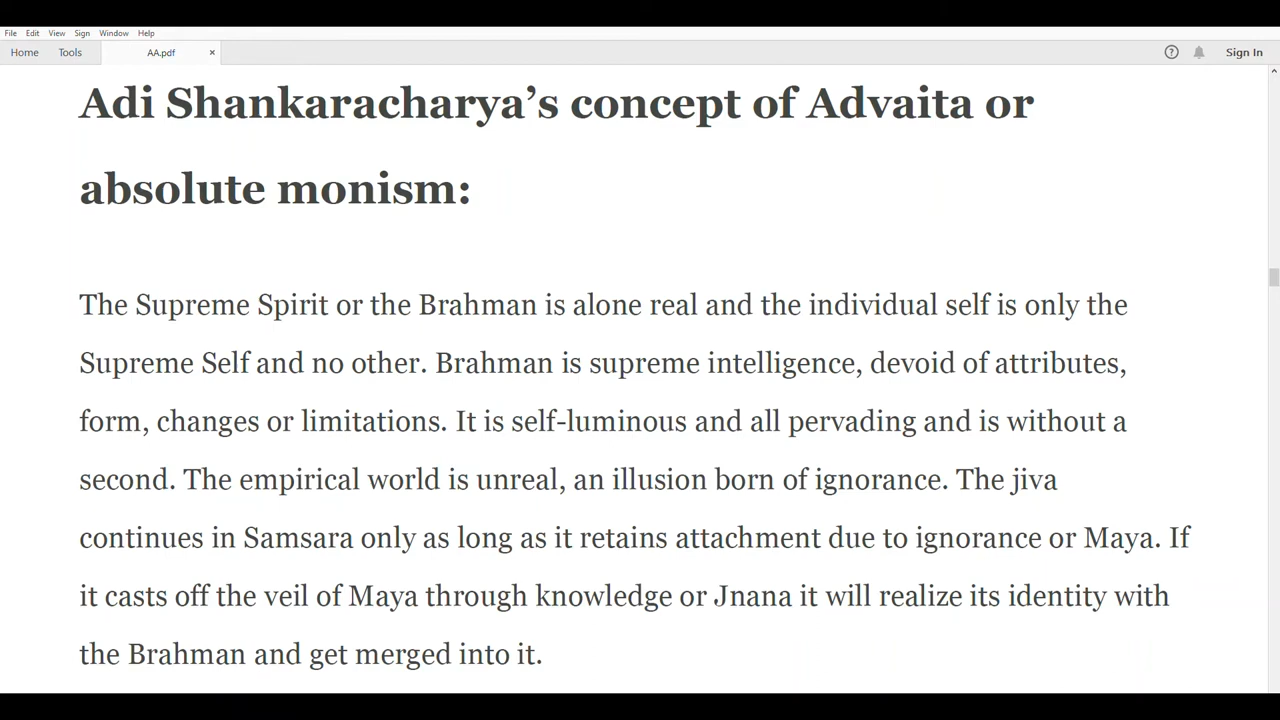 File Edit View Sign Window Help
Home Tools AA.pdf × ? Sign In
Adi Shankaracharya’s concept of Advaita or
absolute monism:
The Supreme Spirit or the Brahman is alone real and the individual self is only the
Supreme Self and no other. Brahman is supreme intelligence, devoid of attributes,
form, changes or limitations. It is self-luminous and all pervading and is without a
second. The empirical world is unreal, an illusion born of ignorance. The jiva
continues in Samsara only as long as it retains attachment due to ignorance or Maya. If
it casts off the veil of Maya through knowledge or Jnana it will realize its identity with
the Brahman and get merged into it.